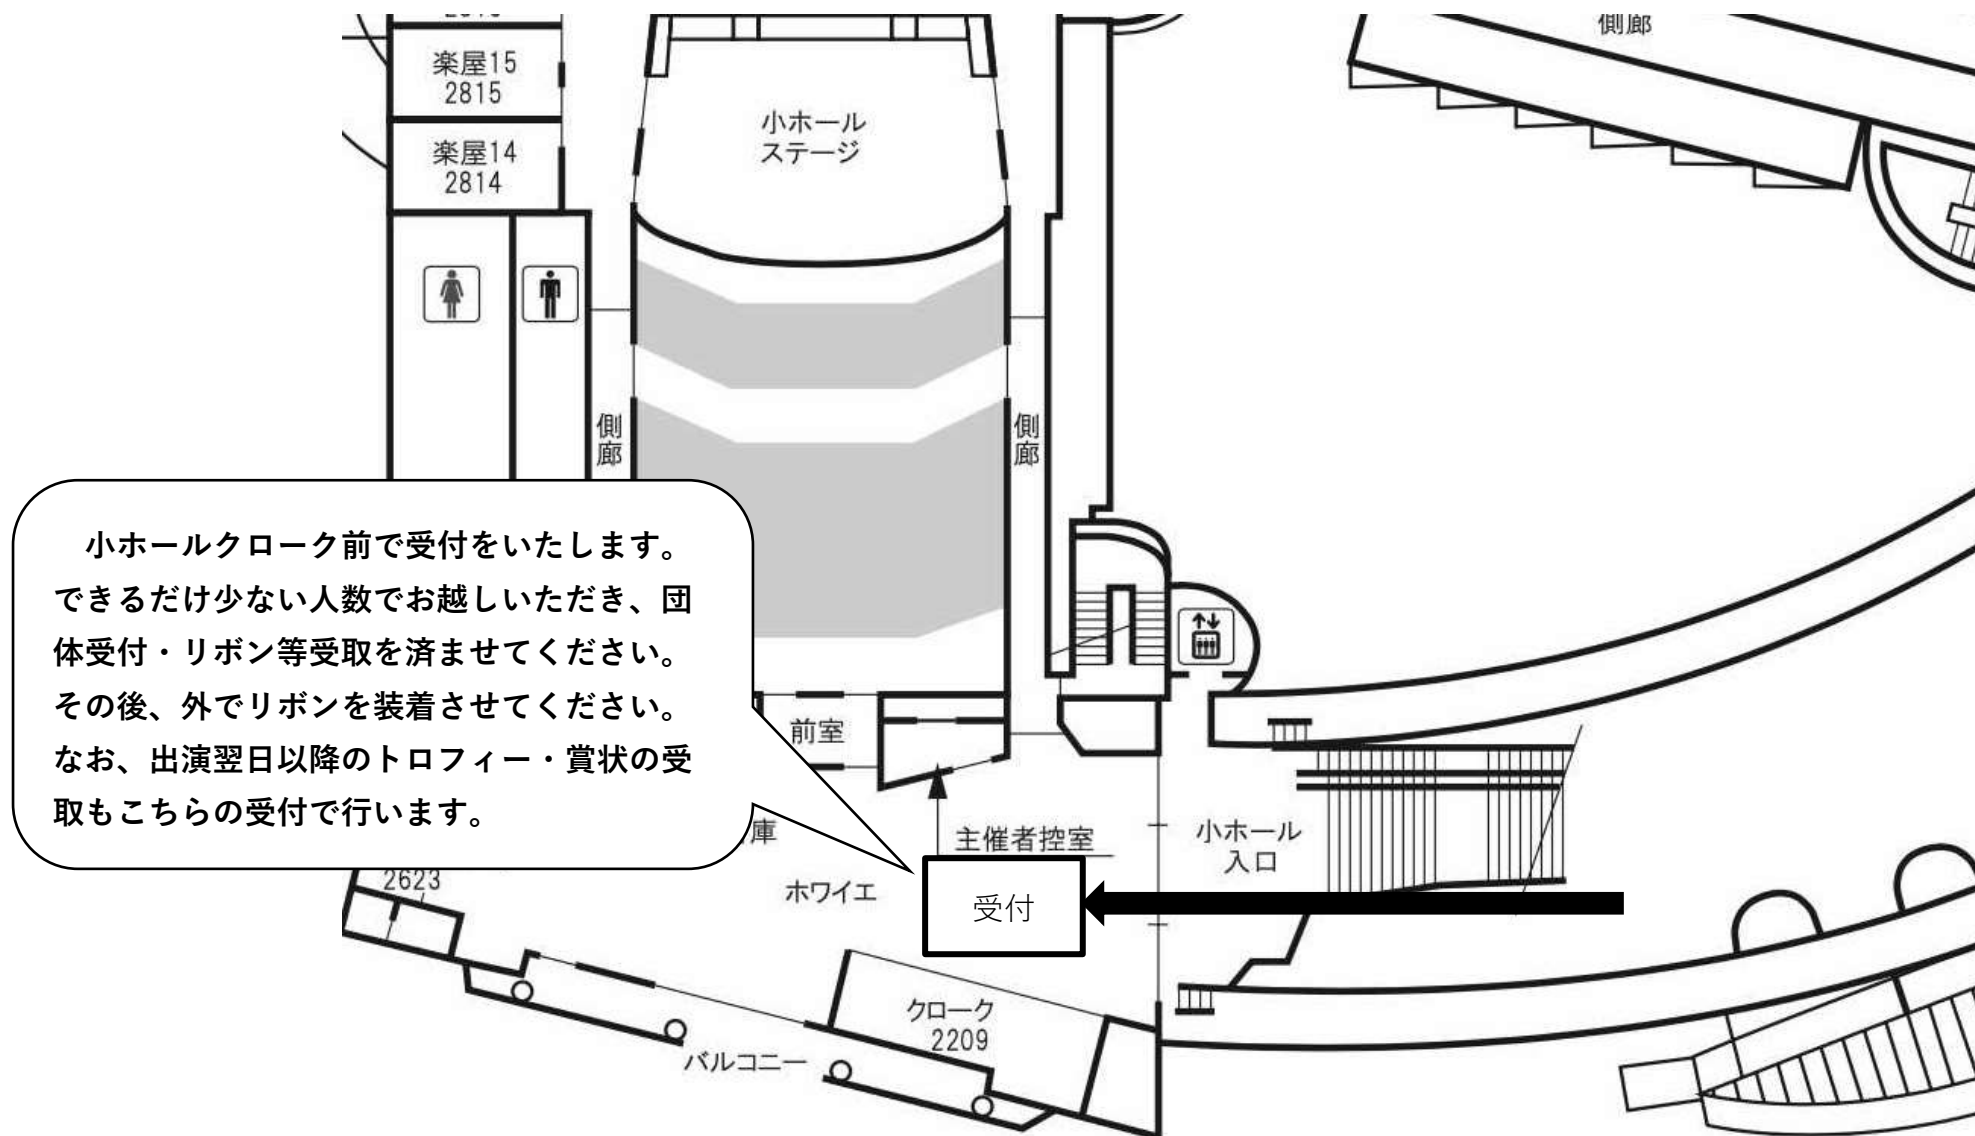 側廊
楽屋15
2815
小ホール
ステージ
楽屋14
2814
側廊
側廊
小ホールクローク前で受付をいたします。
できるだけ少ない人数でお越しいただき、団
体受付・リボン等受取を済ませてください。
その後、外でリボンを装着させてください。
なお、出演翌日以降のトロフィー・賞状の受
取もこちらの受付で行います。
前室
庫
主催者控室
小ホール
入口
2623
ホワイエ
受付
クローク
2209
バルコニー